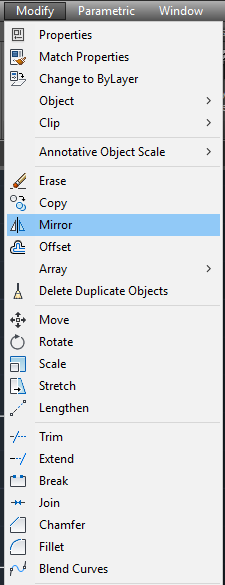 Modify Parametric Window
Properties
Match Properties
Change to ByLayer
Object
Clip
Annotative Object Scale
Erase
Copy
Mirror
Offset
Array
Delete Duplicate Objects
Move
Rotate
Scale
Stretch
Lengthen
Trim
Extend
Break
Join
Chamfer
Fillet
Blend Curves